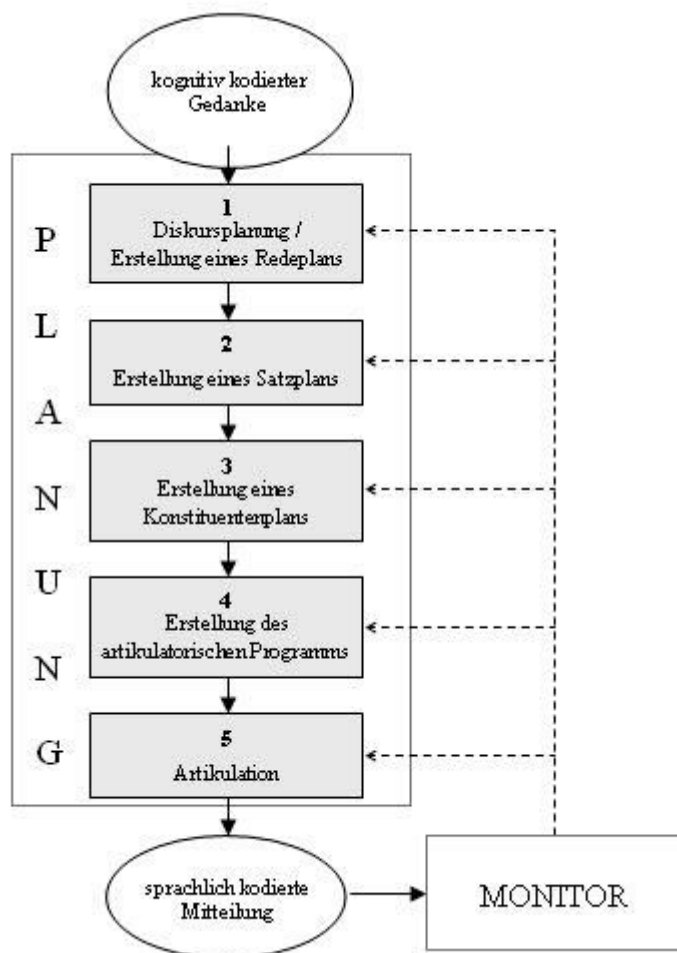 kognitiv kodierter
Gedanke
PLANUNG
1
Diskursplanung /
Erstellung eines Redeplans
2
Erstellung eines Satzplans
3
Erstellung eines
Konstituentenplans
4
Erstellung des
artikulatorischen Programms
5
Artikulation
sprachlich kodierte
Mitteilung
MONITOR